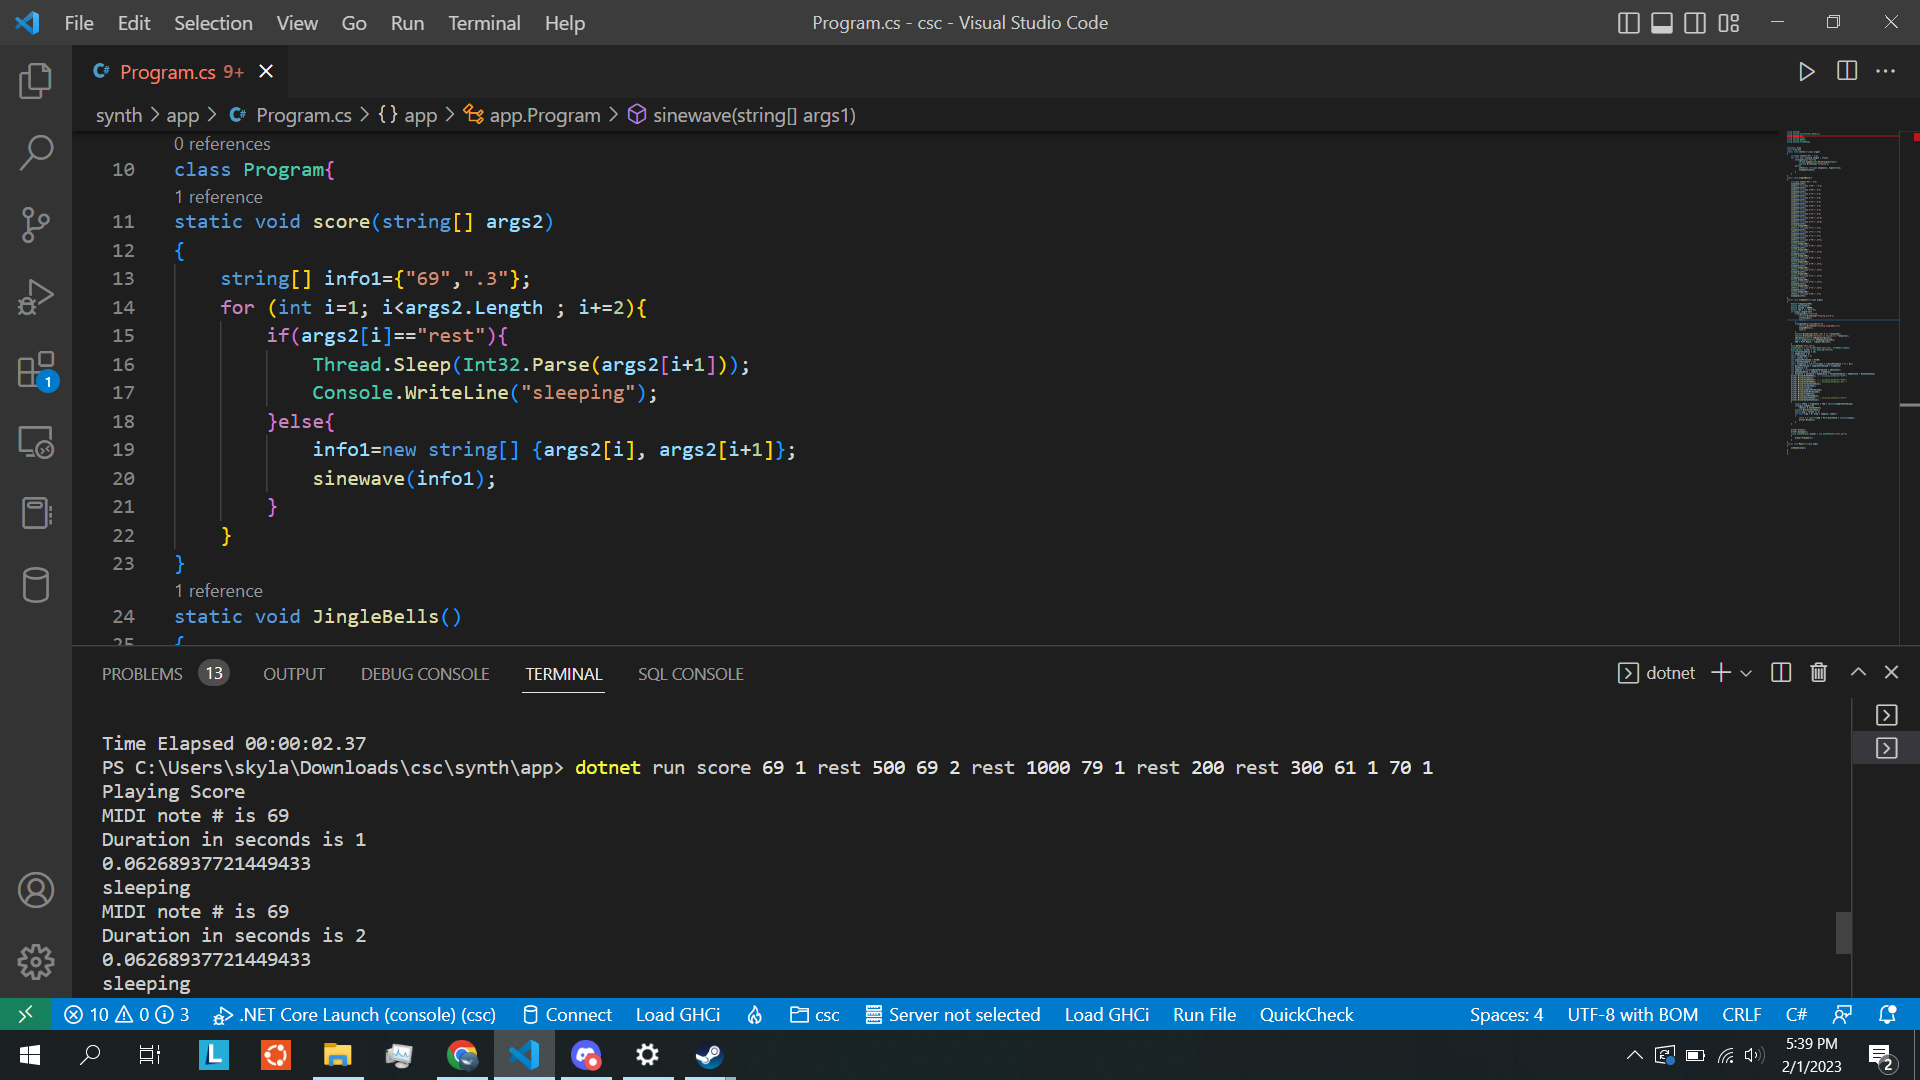 File Edit Selection View Go Run Terminal Help
Program.cs - csc - Visual Studio Code
C# Program.cs 9+
synth > app > C# Program.cs > {} app > app.Program > sinewave(string[] args1)
0 references
10 class Program{
1 reference
11 static void score(string[] args2)
12 {
13 string[] info1={"69",".3"};
14 for (int i=1; i<args2.Length ; i+=2){
15 if(args2[i]=="rest"){
16 Thread.Sleep(Int32.Parse(args2[i+1]));
17 Console.WriteLine("sleeping");
18 }else{
19 info1=new string[] {args2[i], args2[i+1]};
20 sinewave(info1);
21 }
22 }
23 }
1 reference
24 static void JingleBells()
25 {
PROBLEMS 13 OUTPUT DEBUG CONSOLE TERMINAL SQL CONSOLE
dotnet
Time Elapsed 00:00:02.37
PS C:\Users\skyla\Downloads\csc\synth\app> dotnet run score 69 1 rest 500 69 2 rest 1000 79 1 rest 200 rest 300 61 1 70 1
Playing Score
MIDI note # is 69
Duration in seconds is 1
0.06268937721449433
sleeping
MIDI note # is 69
Duration in seconds is 2
0.06268937721449433
sleeping
1
10 0 3 .NET Core Launch (console) (csc) Connect Load GHCi csc Server not selected Load GHCi Run File QuickCheck
Spaces: 4 UTF-8 with BOM CRLF C#
L
5:39 PM
2/1/2023
2